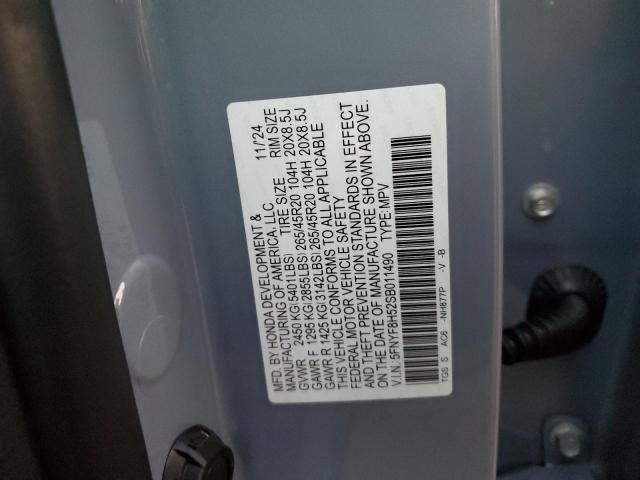 MFD. BY HONDA DEVELOPMENT & 11/24
MANUFACTURING OF AMERICA, LLC TIRE SIZE RIM SIZE
GVWR 2450 KG(5401LBS)
GAWR F 1295 KG(2855LBS) 265/45R20 104H 20X8.5J
GAWR R 1425 KG(3142LBS) 265/45R20 104H 20X8.5J
THIS VEHICLE CONFORMS TO ALL APPLICABLE
FEDERAL MOTOR VEHICLE SAFETY
AND THEFT PREVENTION STANDARDS IN EFFECT
ON THE DATE OF MANUFACTURE SHOWN ABOVE.
V.I.N.:5FNYF8H52SB011490 TYPE:MPV
TGS S AC6 -NH877P -V -B